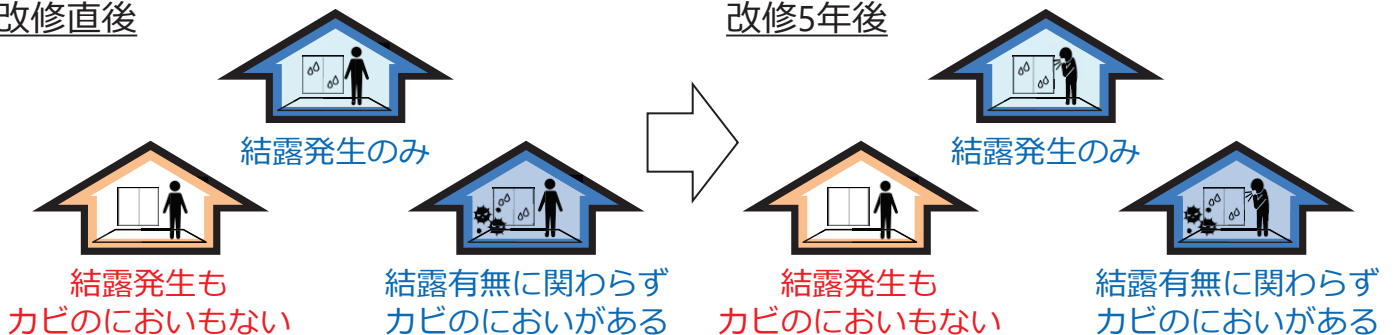 改修直後
結露発生のみ
結露発生も
カビのにおいもない
結露有無に関わらず
カビのにおいがある
改修5年後
結露発生のみ
結露発生も
カビのにおいもない
結露有無に関わらず
カビのにおいがある